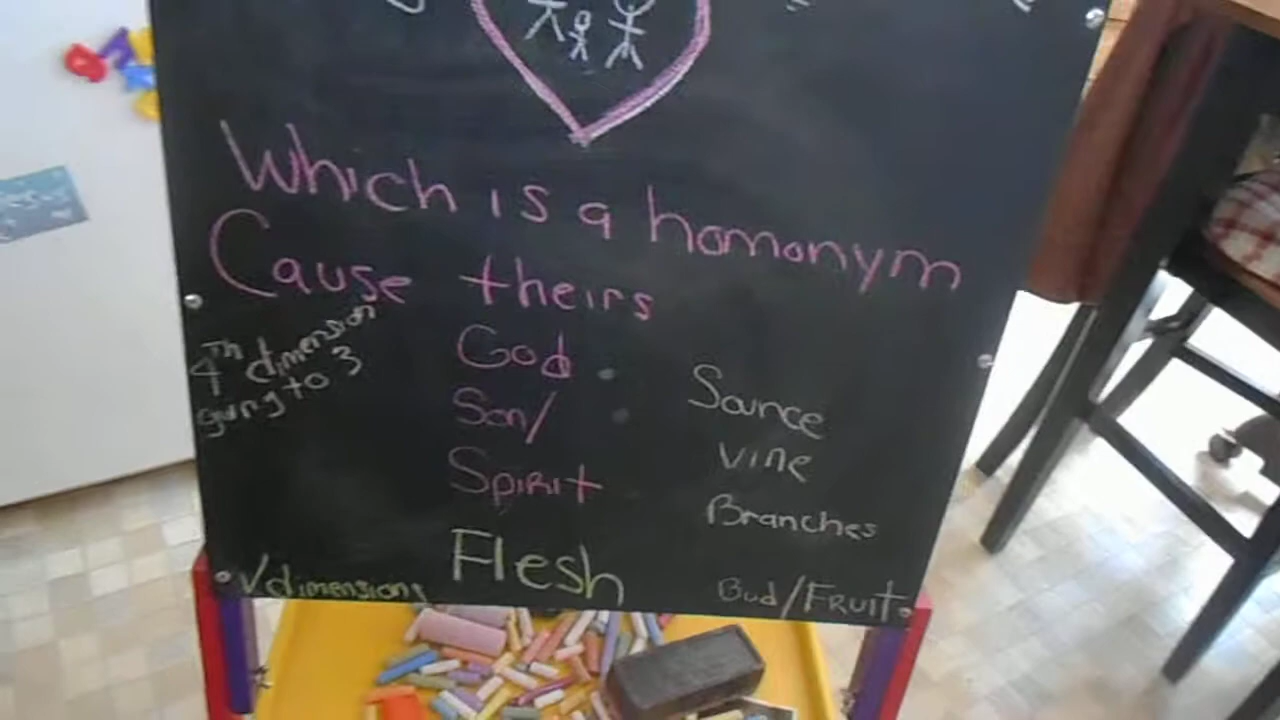 Which is a homonym
Cause theirs
4Th dimension
going to 3
God
Son/
Spirit
Flesh
Source
Vine
Branches
V dimensions
Bud/FRUIT